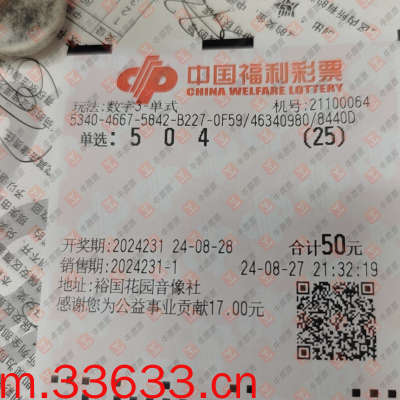 中国福利彩票
CHINA WELFARE LOTTERY
玩法:数字3-单式 机号:21100064
5340-4667-5842-B227-0F59/46340980/8440D
单选: 5 0 4 (25)
开奖期:2024231 24-08-28 合计50元
销售期:2024231-1 24-08-27 21:32:19
地址:裕国花园音像社
感谢您为公益事业贡献17.00元
m.33633.cn